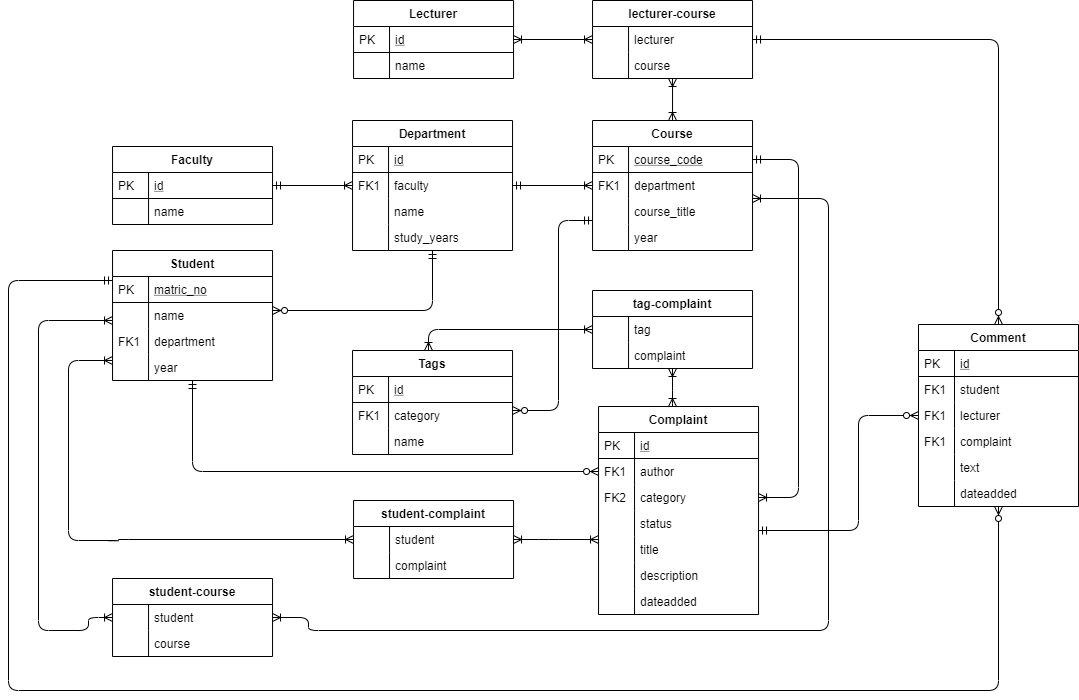 Lecturer
PK id
name
lecturer-course
lecturer
course
Faculty
PK id
name
Department
PK id
FK1 faculty
name
study_years
Course
PK course_code
FK1 department
course_title
year
Student
PK matric_no
name
FK1 department
year
tag-complaint
tag
complaint
Tags
PK id
FK1 category
name
Comment
PK id
FK1 student
FK1 lecturer
FK1 complaint
text
dateadded
Complaint
PK id
FK1 author
FK2 category
status
title
description
dateadded
student-complaint
student
complaint
student-course
student
course